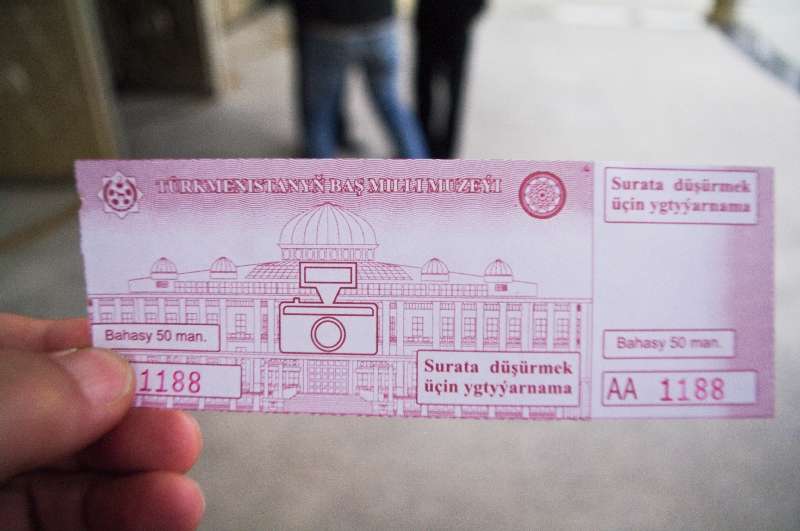 TÜRKMENISTANYŇ BAŞ MILLI MUZEÝI
Bahasy 50 man.
1188
Surata düşürmek
üçin ygtyýarnama
Surata düşürmek
üçin ygtyýarnama
Bahasy 50 man.
AA 1188